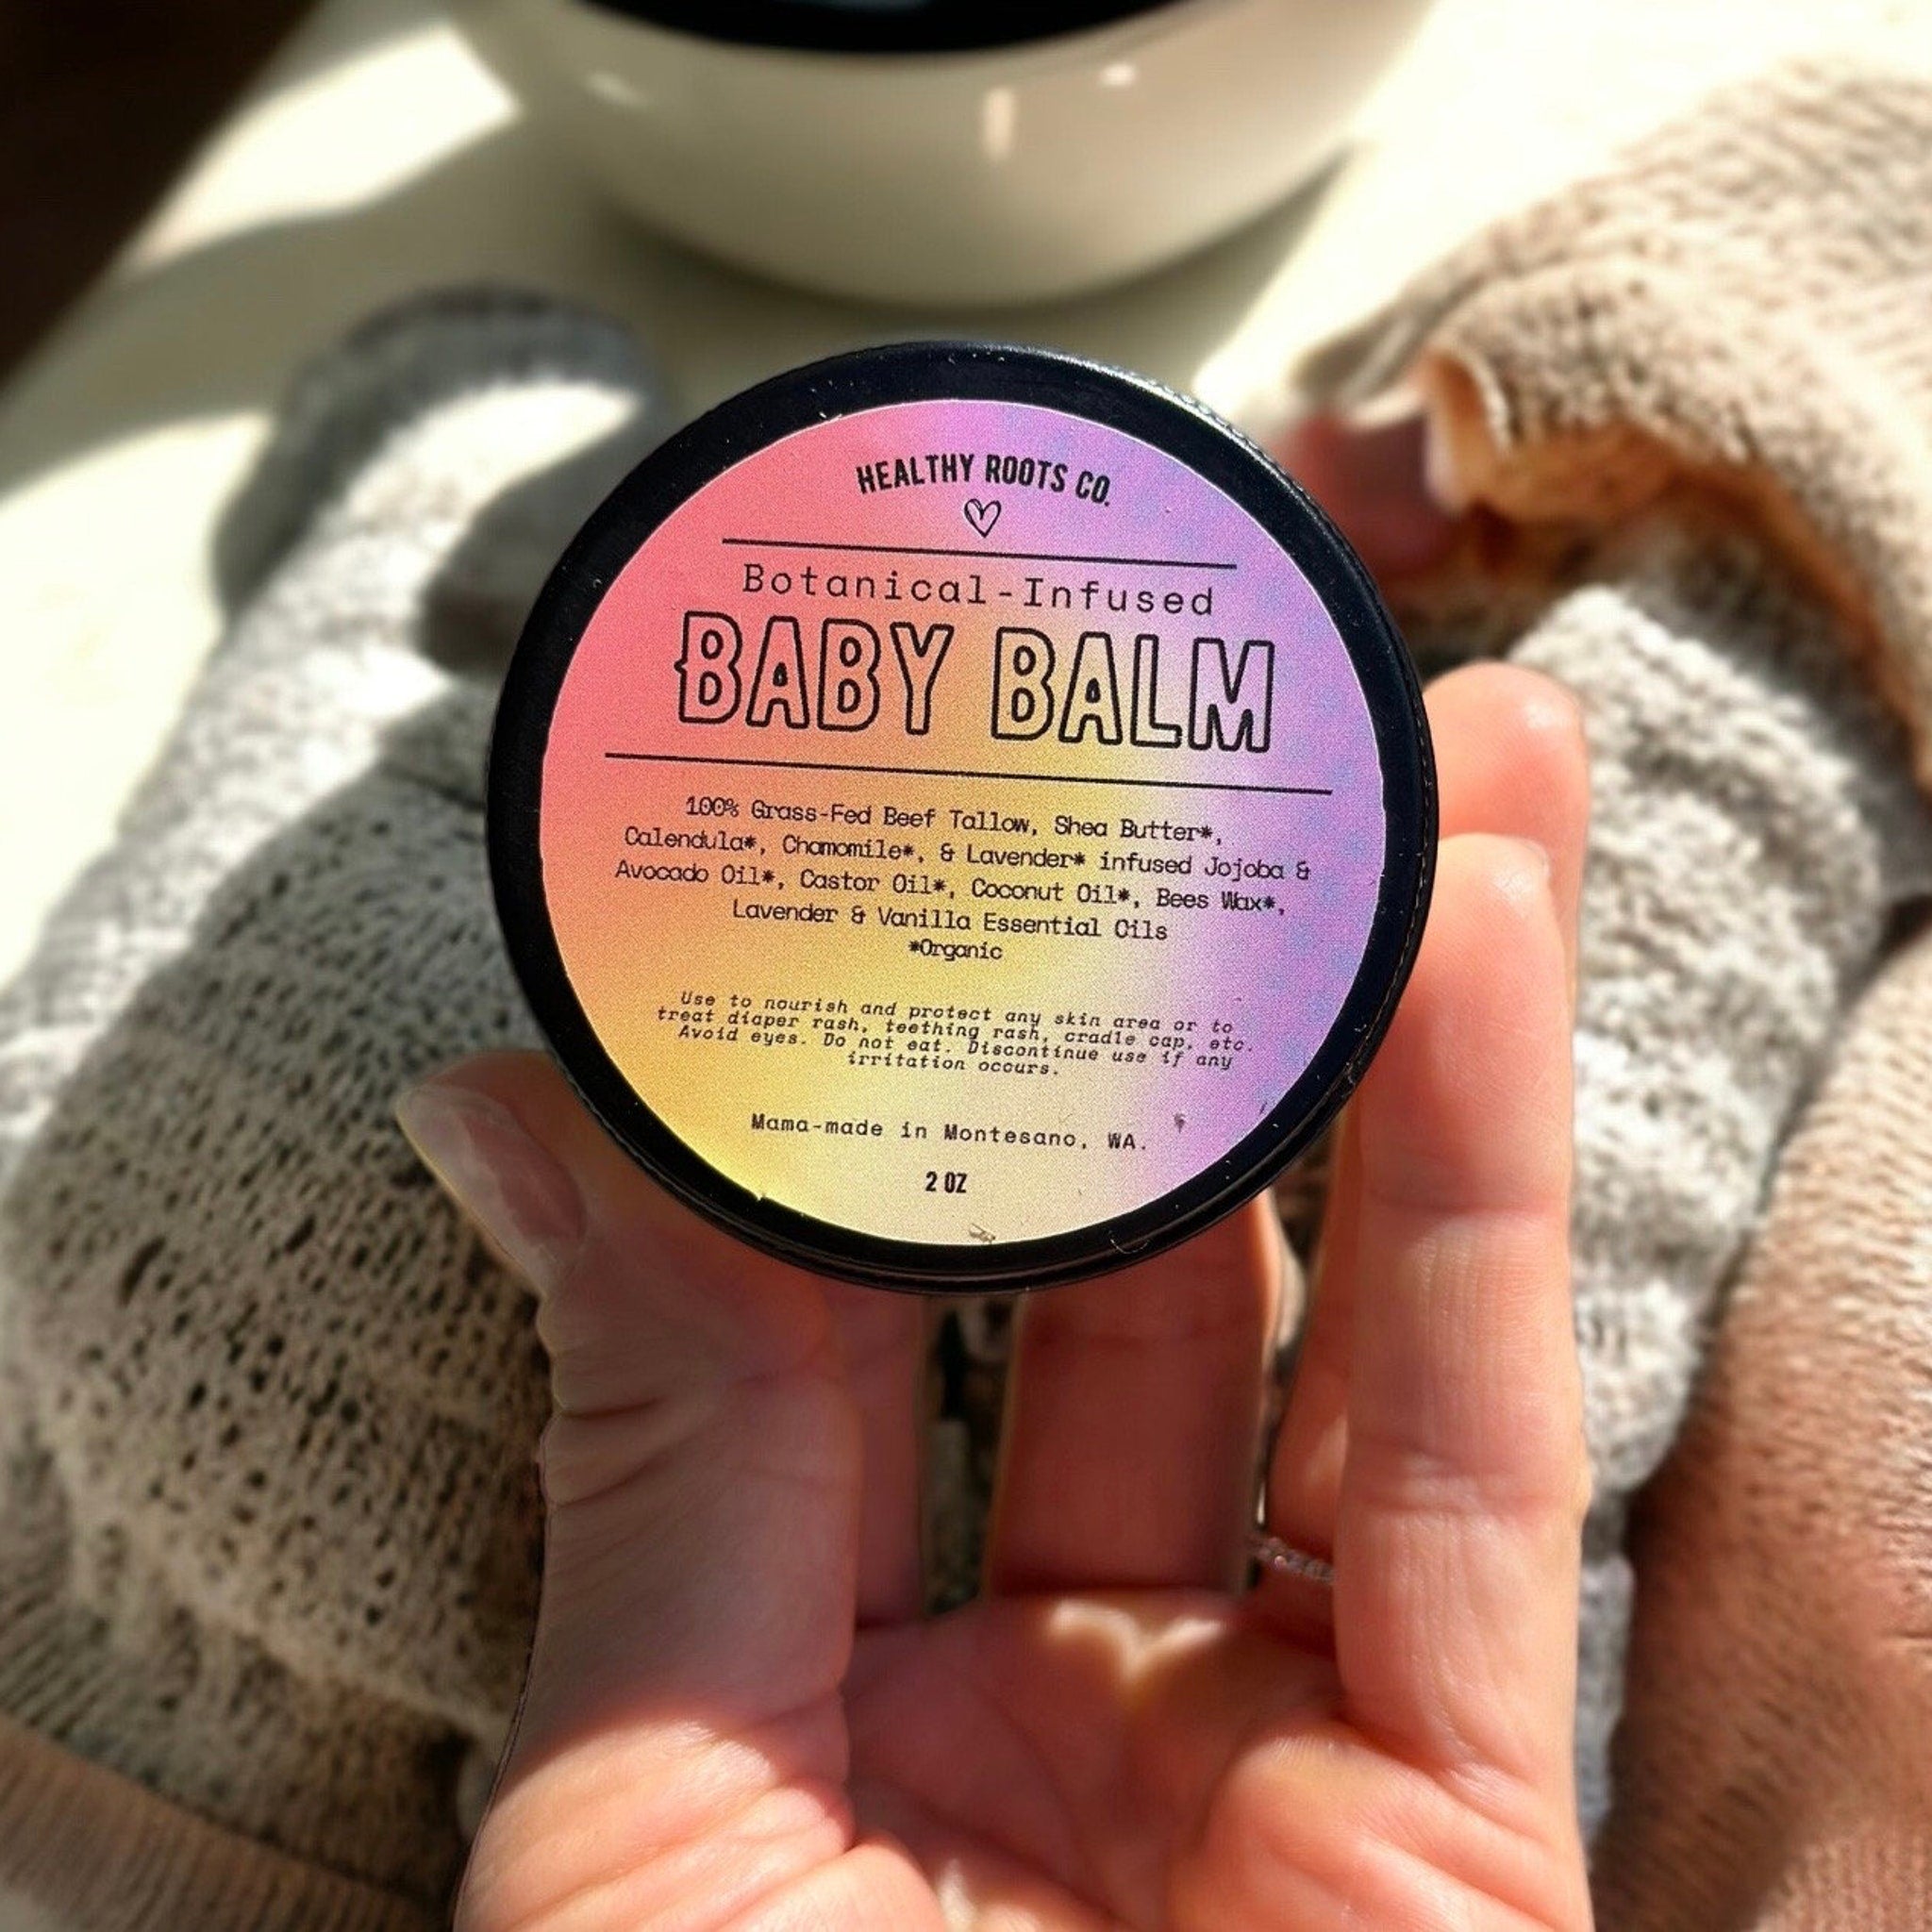 HEALTHY ROOTS CO.
Botanical-Infused
BABY BALM
100% Grass-Fed Beef Tallow, Shea Butter*,
Calendula*, Chamomile*, & Lavender* infused Jojoba &
Avocado Oil*, Castor Oil*, Coconut Oil*, Bees Wax*,
Lavender & Vanilla Essential Oils
*Organic
Use to nourish and protect any skin area or to
treat diaper rash, teething rash, cradle cap, etc.
Avoid eyes. Do not eat. Discontinue use if any
irritation occurs.
Mama-made in Montesano, WA.
2 OZ